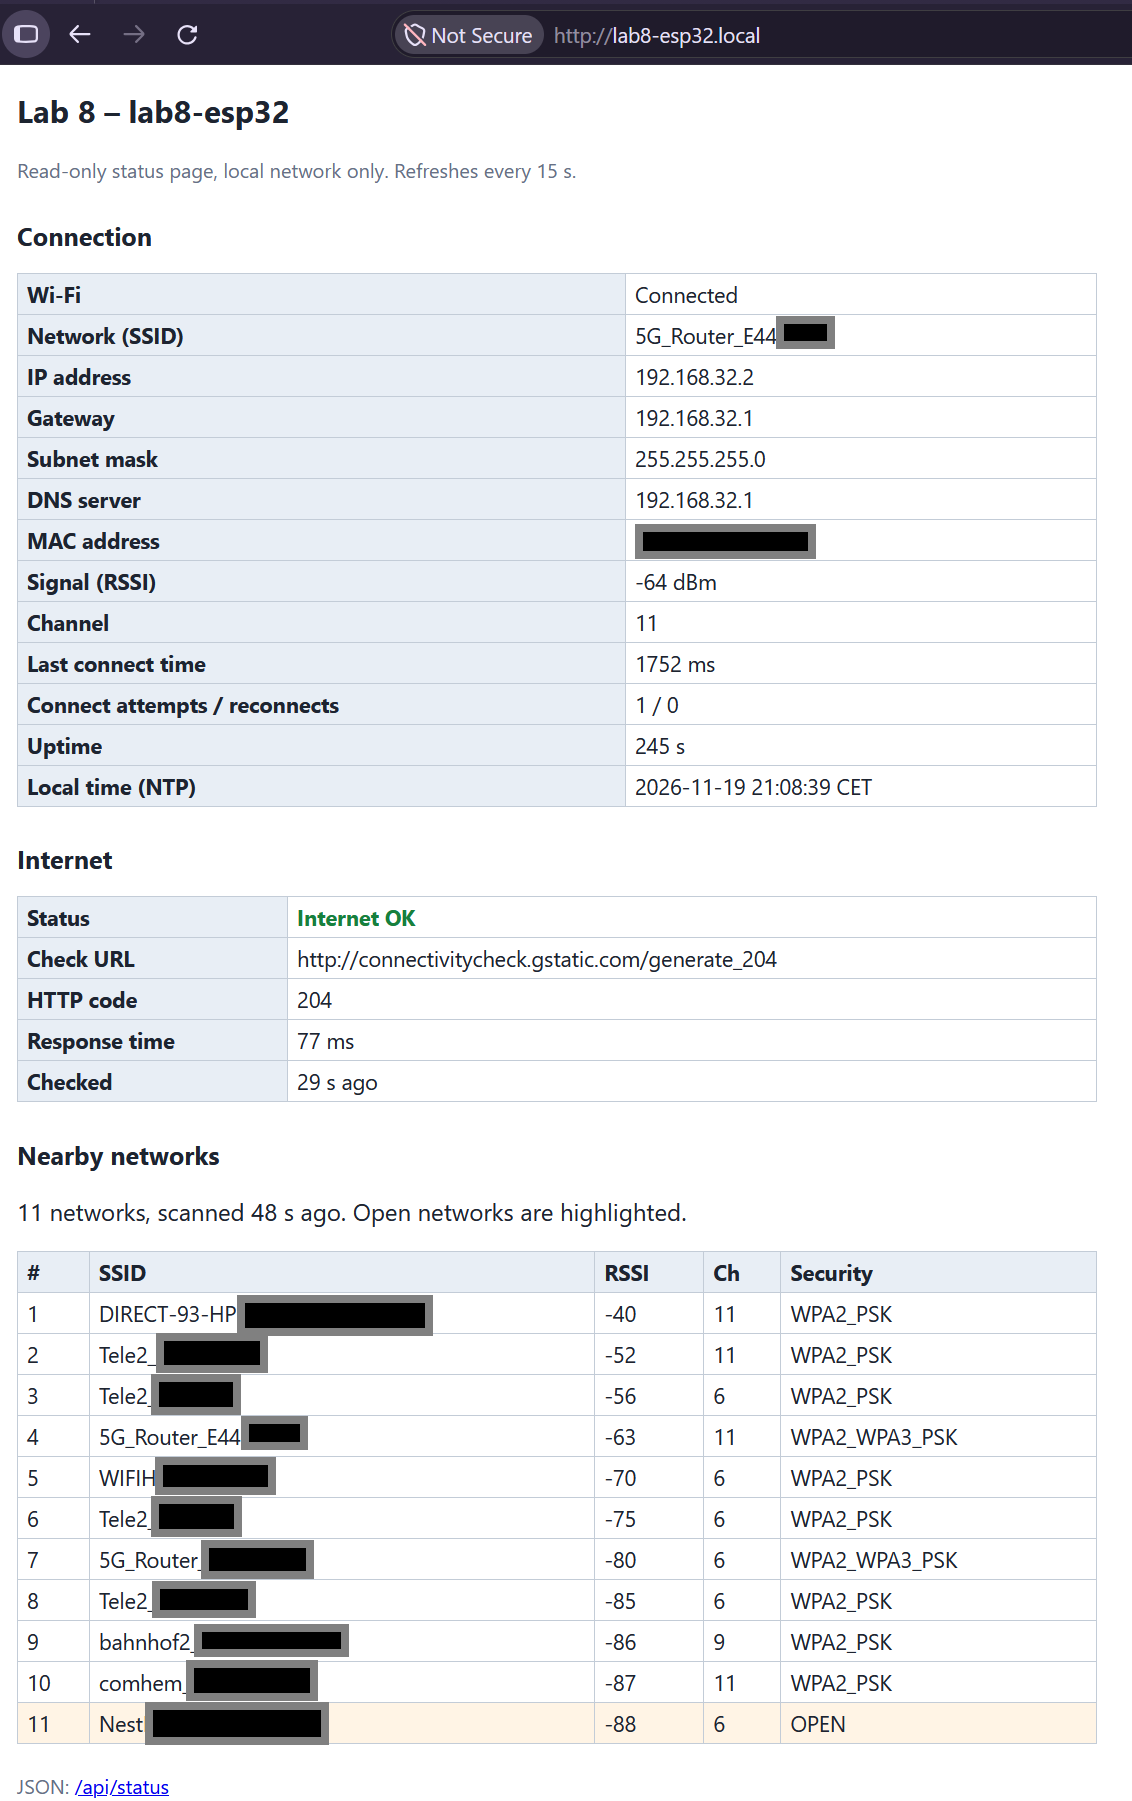 Not Secure http://lab8-esp32.local
Lab 8 – lab8-esp32
Read-only status page, local network only. Refreshes every 15 s.
Connection
Wi-Fi Connected
Network (SSID) 5G_Router_E44
IP address 192.168.32.2
Gateway 192.168.32.1
Subnet mask 255.255.255.0
DNS server 192.168.32.1
MAC address
Signal (RSSI) -64 dBm
Channel 11
Last connect time 1752 ms
Connect attempts / reconnects 1 / 0
Uptime 245 s
Local time (NTP) 2026-11-19 21:08:39 CET
Internet
Status Internet OK
Check URL http://connectivitycheck.gstatic.com/generate_204
HTTP code 204
Response time 77 ms
Checked 29 s ago
Nearby networks
11 networks, scanned 48 s ago. Open networks are highlighted.
# SSID RSSI Ch Security
1 DIRECT-93-HP -40 11 WPA2_PSK
2 Tele2_ -52 11 WPA2_PSK
3 Tele2_ -56 6 WPA2_PSK
4 5G_Router_E44 -63 11 WPA2_WPA3_PSK
5 WIFIH -70 6 WPA2_PSK
6 Tele2_ -75 6 WPA2_PSK
7 5G_Router_ -80 6 WPA2_WPA3_PSK
8 Tele2_ -85 6 WPA2_PSK
9 bahnhof2_ -86 9 WPA2_PSK
10 comhem_ -87 11 WPA2_PSK
11 Nest -88 6 OPEN
JSON: /api/status